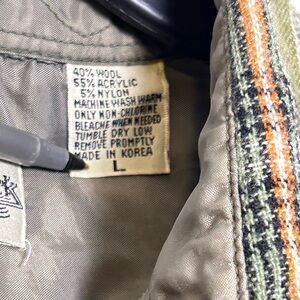 40% WOOL
55% ACRYLIC
5% NYLON
MACHINE WASH WARM
ONLY NON-CHLORINE
BLEACHE WHEN NEEDED
TUMBLE DRY LOW
REMOVE PROMPTLY
MADE IN KOREA
L